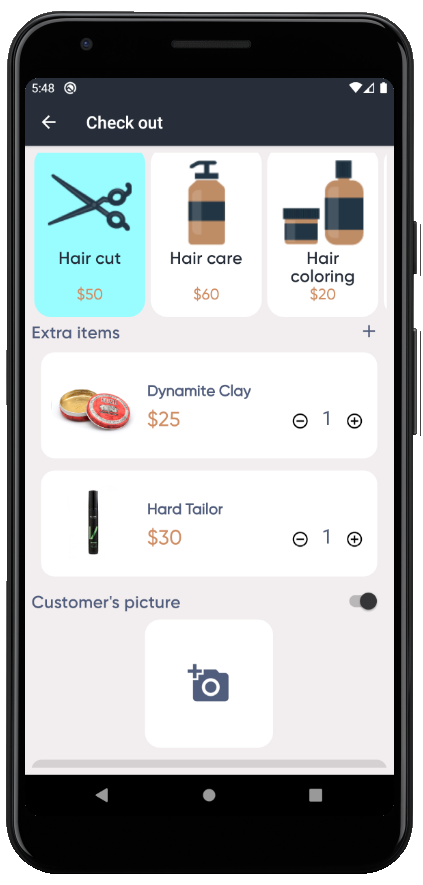 5:48
Check out
Hair cut
$50
Hair care
$60
Hair
coloring
$20
Extra items
+
Dynamite Clay
$25
1
Hard Tailor
$30
1
Customer's picture